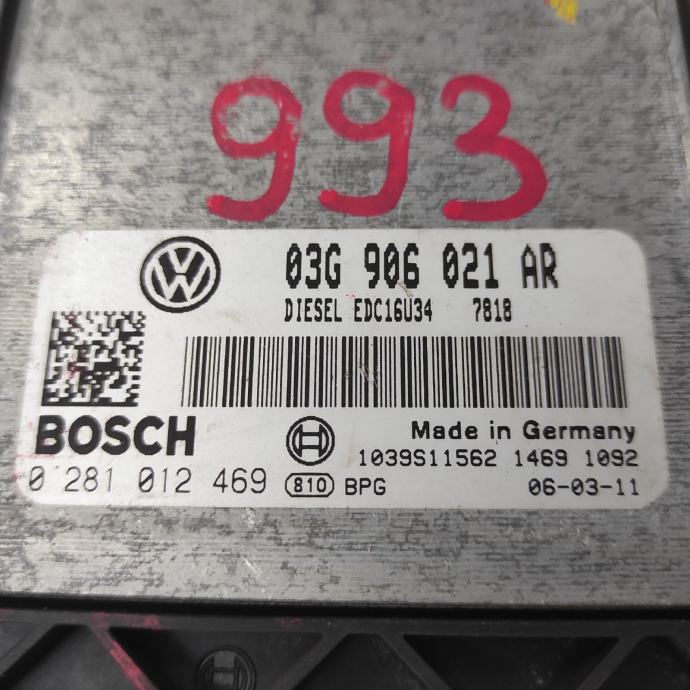 993
03G 906 021 AR
DIESEL EDC16U34 7818
BOSCH
Made in Germany
1039S11562 1469 1092
0 281 012 469 810 BPG 06-03-11